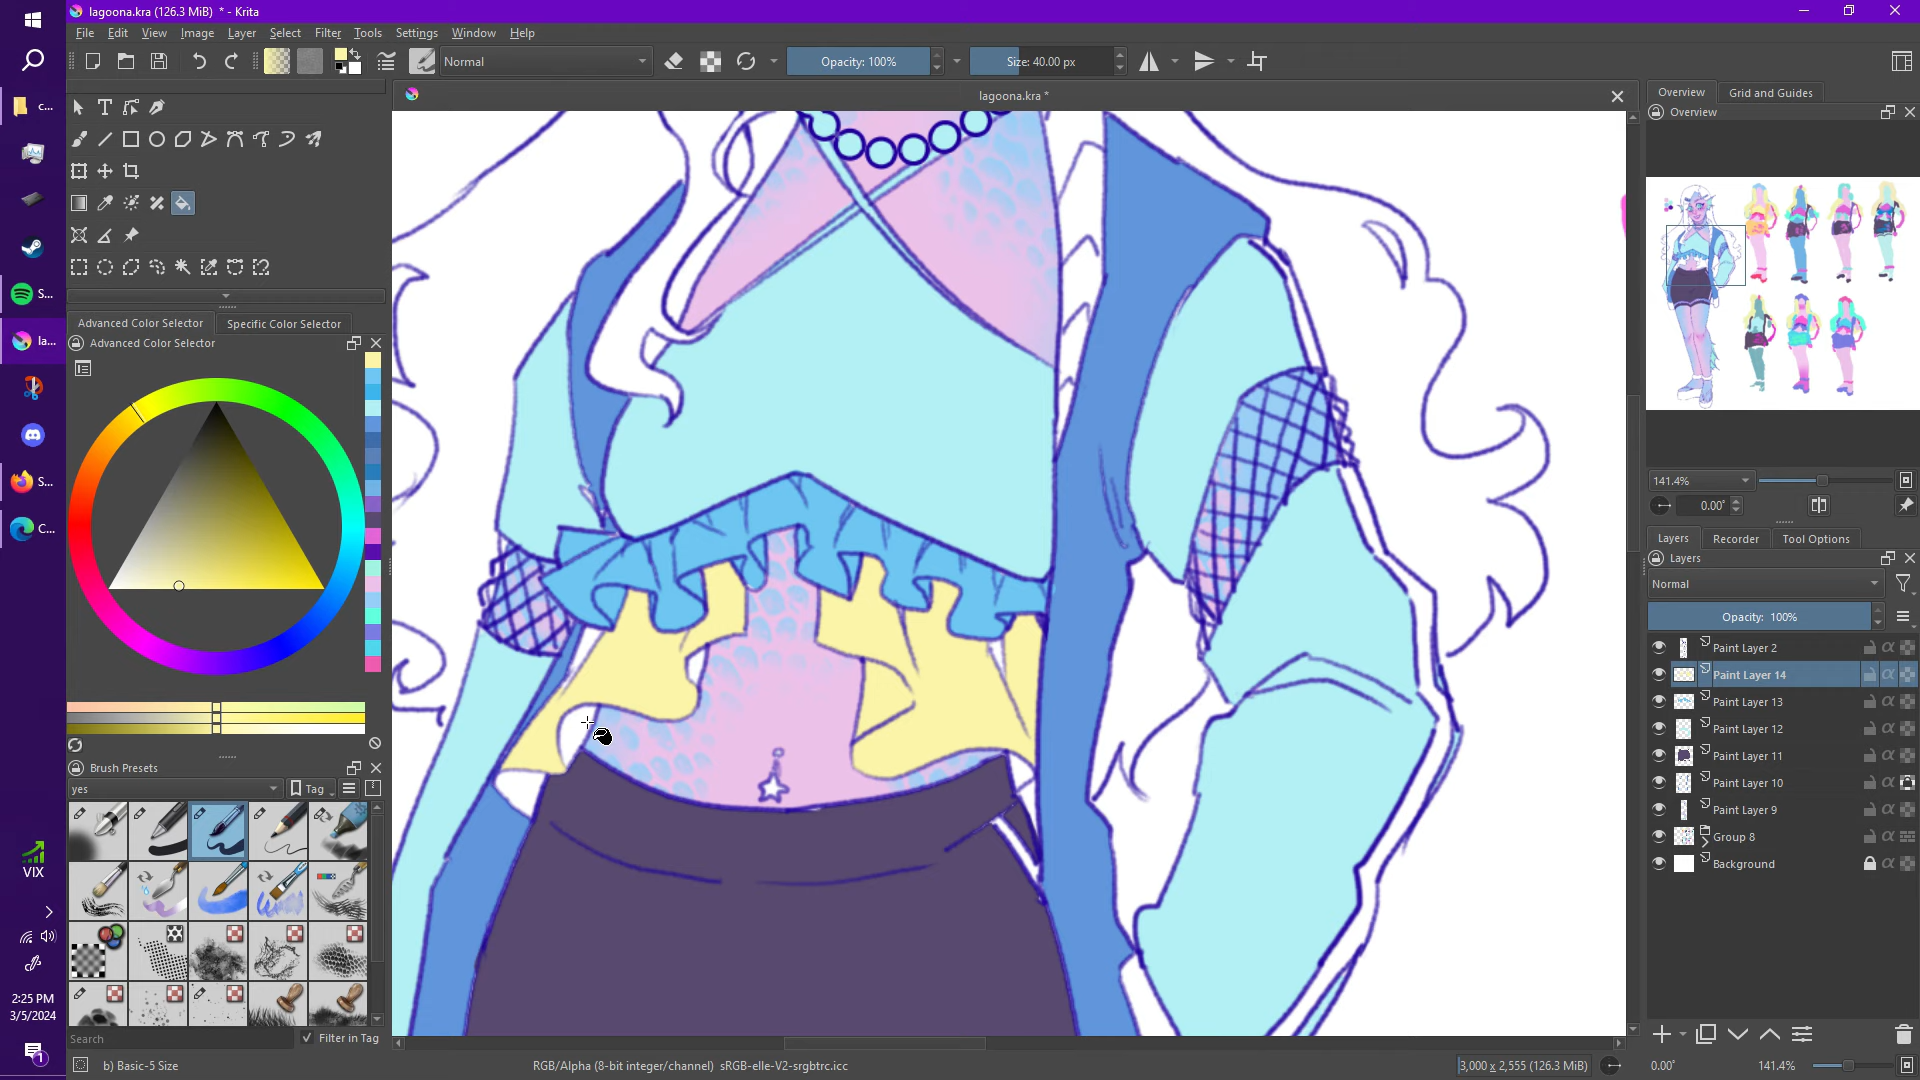 lagoona.kra (126.3 MiB) * - Krita
File Edit View Image Layer Select Filter Tools Settings Window Help
Normal
Opacity: 100%
Size: 40.00 px
lagoona.kra *
Overview
Grid and Guides
Overview
141.4%
0.00°
Layers
Recorder
Tool Options
Layers
Normal
Opacity: 100%
Paint Layer 2
Paint Layer 14
Paint Layer 13
Paint Layer 12
Paint Layer 11
Paint Layer 10
Paint Layer 9
Group 8
Background
Advanced Color Selector
Specific Color Selector
Advanced Color Selector
Brush Presets
yes
Tag
Search
Filter in Tag
b) Basic-5 Size
RGB/Alpha (8-bit integer/channel) sRGB-elle-V2-srgbtrc.icc
3,000 x 2,555 (126.3 MiB)
0.00°
141.4%
c...
S...
la...
S...
C...
VIX
2:25 PM
3/5/2024
1